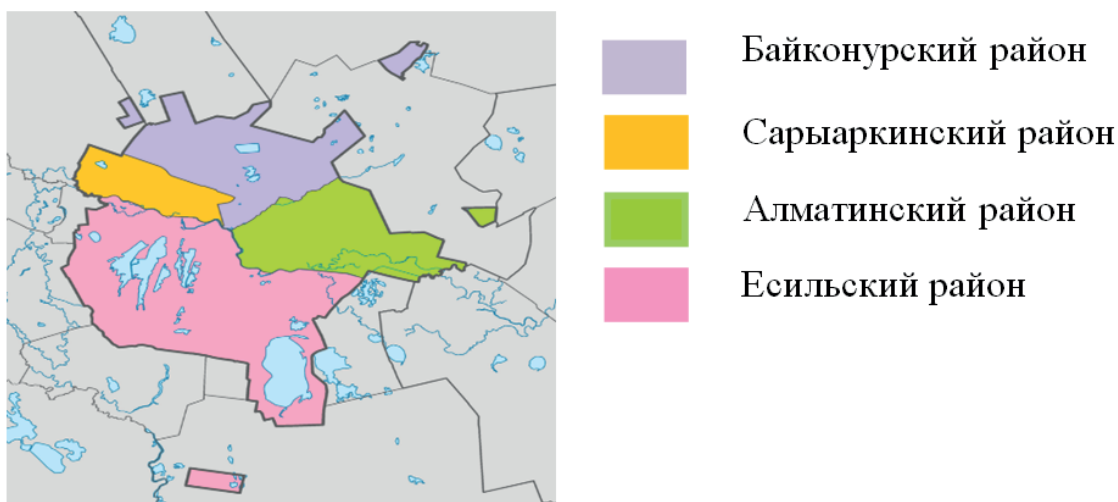 Байконурский район
Сарыаркинский район
Алматинский район
Есильский район